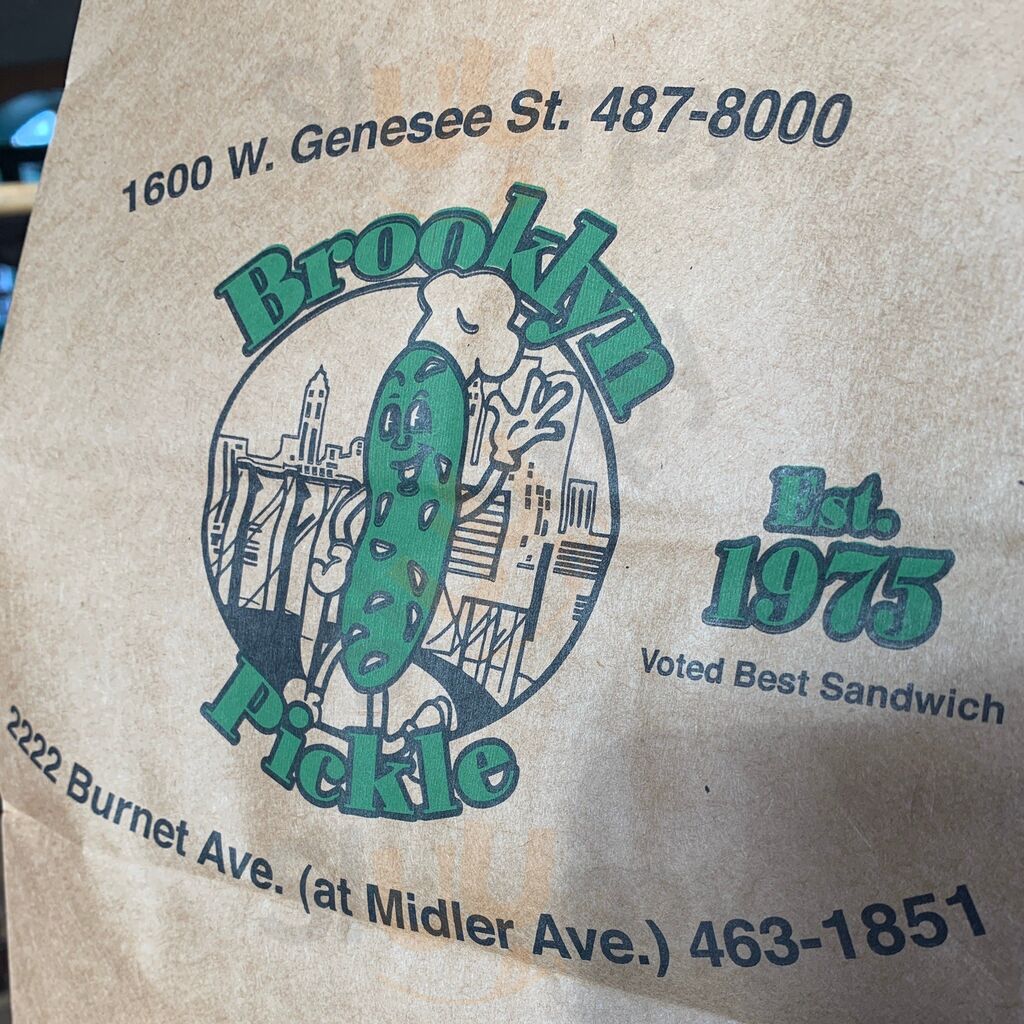 1600 W. Genesee St. 487-8000
Brooklyn
Pickle
Est.
1975
Voted Best Sandwich
2222 Burnet Ave. (at Midler Ave.) 463-1851